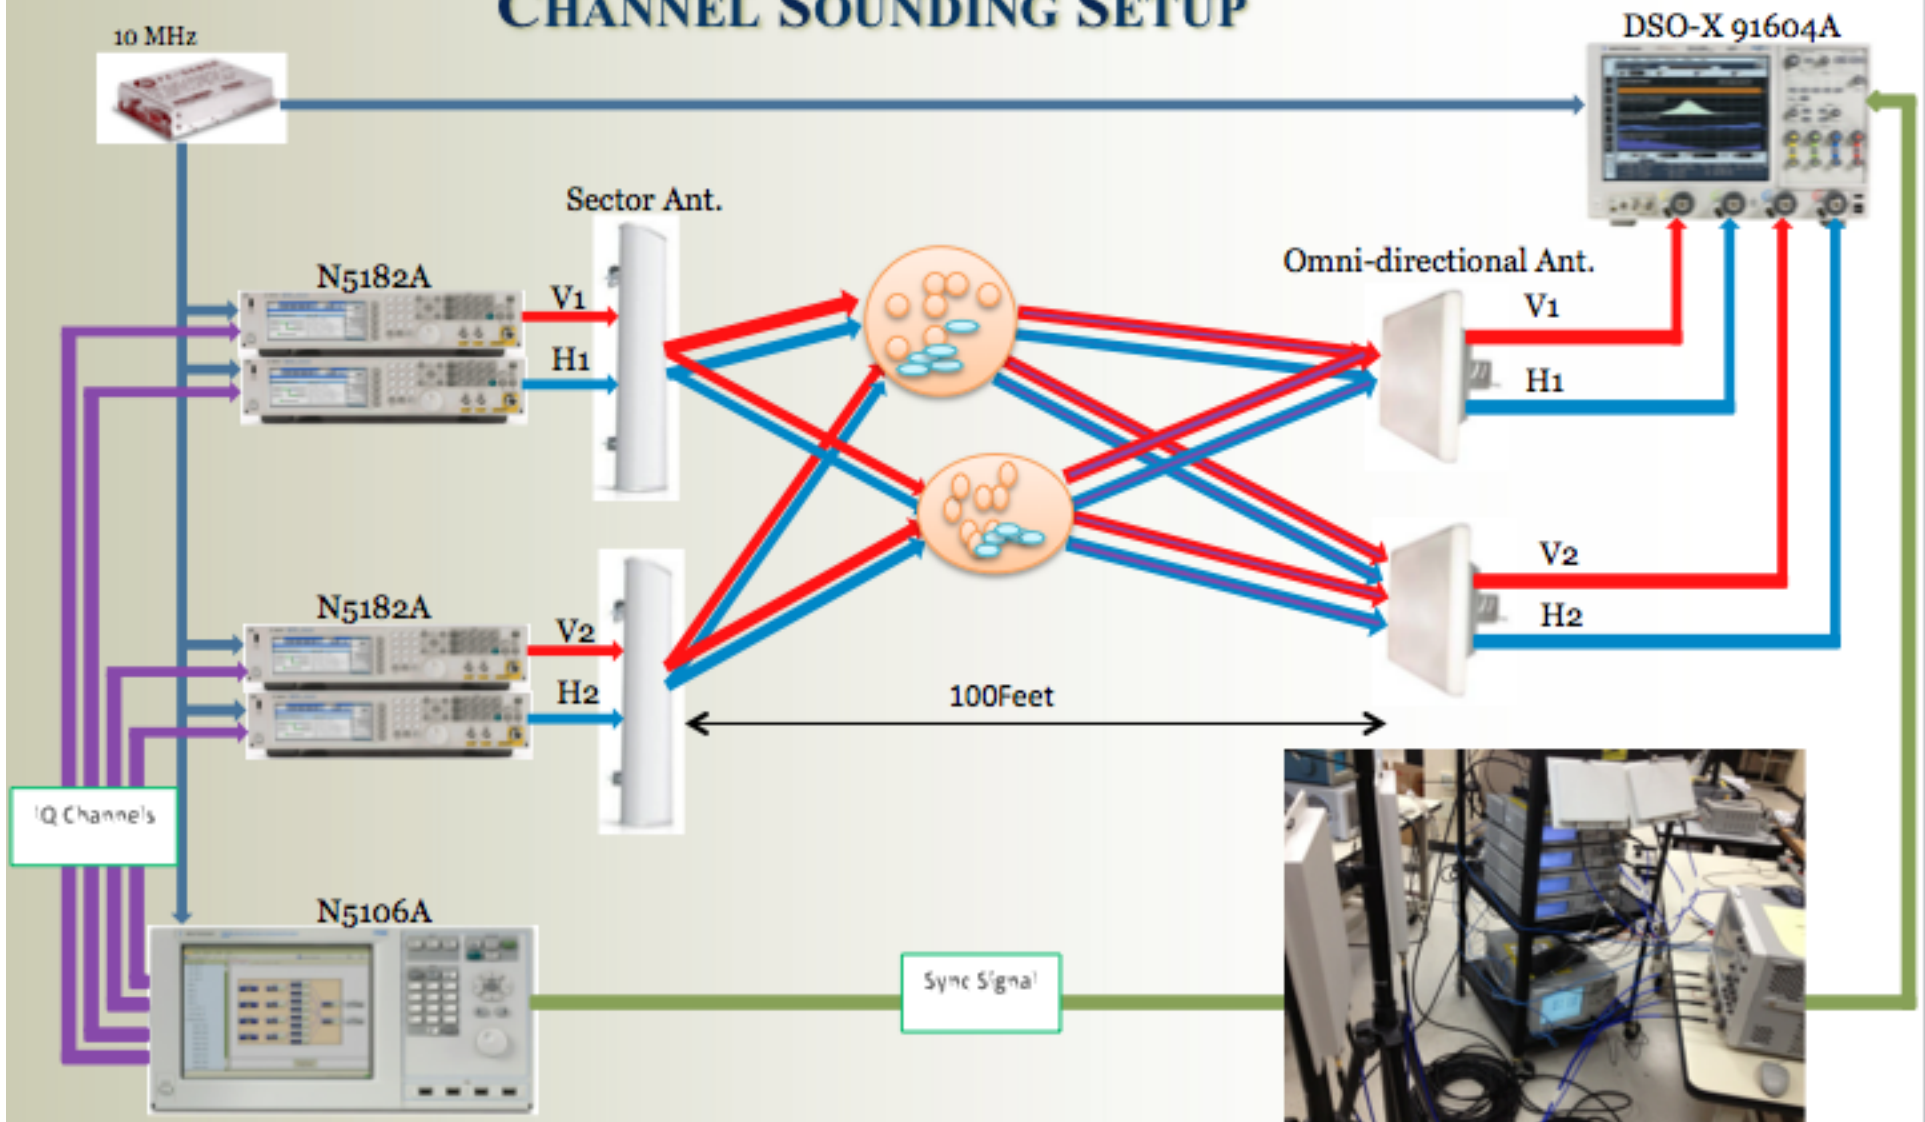 CHANNEL SOUNDING SETUP
10 MHz
DSO-X 91604A
Sector Ant.
Omni-directional Ant.
N5182A
V1
H1
V1
H1
N5182A
V2
H2
V2
H2
100Feet
IQ Channels
N5106A
Sync Signal